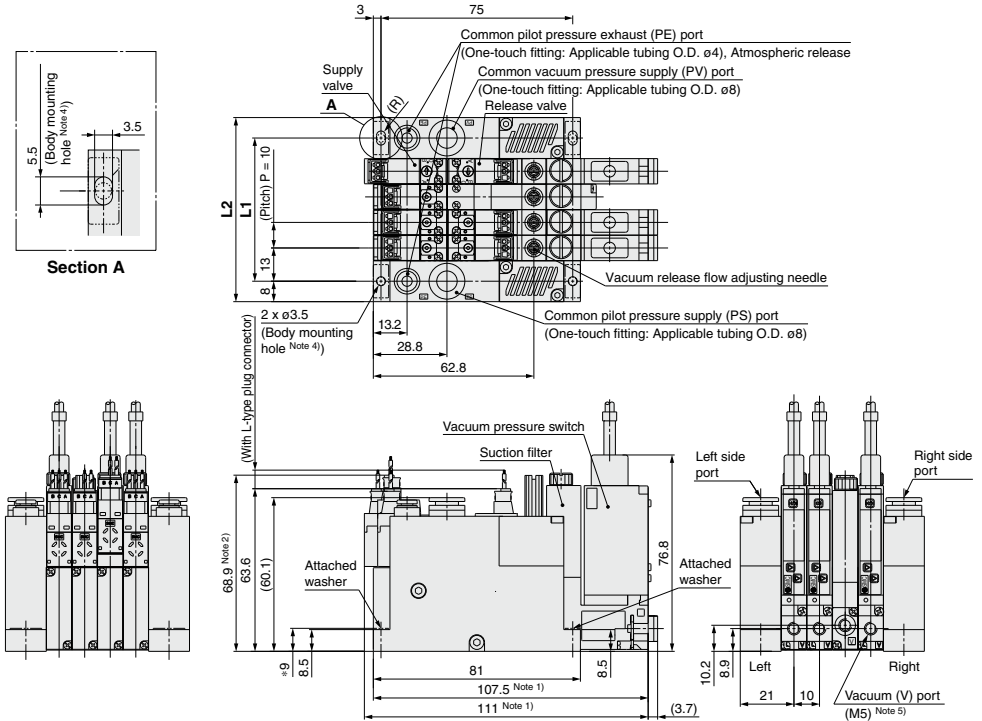 3
75
Common pilot pressure exhaust (PE) port
(One-touch fitting: Applicable tubing O.D. ø4), Atmospheric release
Supply
valve
Common vacuum pressure supply (PV) port
(One-touch fitting: Applicable tubing O.D. ø8)
A
(R)
Release valve
5.5
(Body mounting
hole Note 4))
3.5
Section A
L2
L1
(Pitch) P = 10
13
8
Vacuum release flow adjusting needle
2 x ø3.5
(Body mounting
hole Note 4))
13.2
28.8
62.8
Common pilot pressure supply (PS) port
(One-touch fitting: Applicable tubing O.D. ø8)
(With L-type plug connector)
Vacuum pressure switch
Suction filter
68.9 Note 2)
63.6
(60.1)
Attached
washer
76.8
Attached
washer
*9
8.5
8.5
81
107.5 Note 1)
111 Note 1)
(3.7)
Left side
port
Right side
port
10.2
8.9
Left
Right
21
10
Vacuum (V) port
(M5) Note 5)